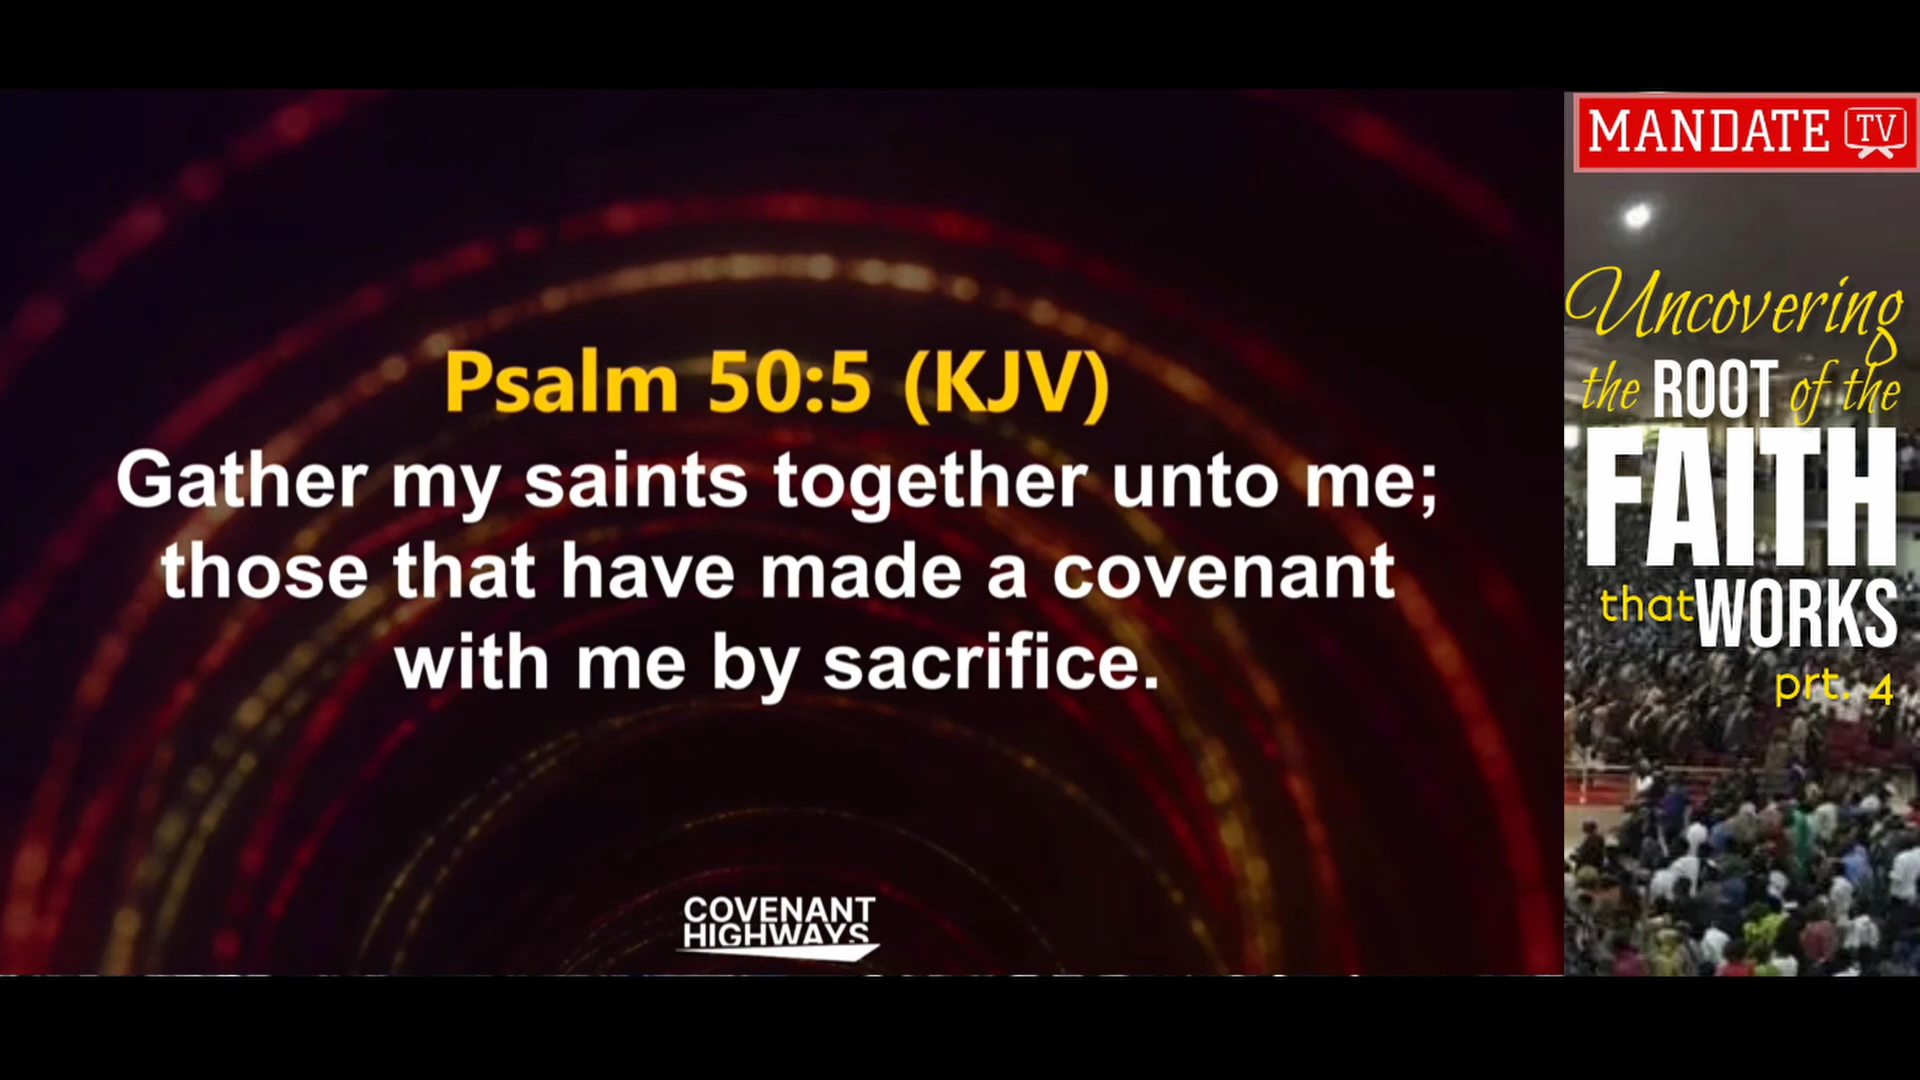 Psalm 50:5 (KJV)
Gather my saints together unto me;
those that have made a covenant
with me by sacrifice.
COVENANT
HIGHWAYS
MANDATE TV
Uncovering
the ROOT of the
FAITH
that WORKS
prt. 4